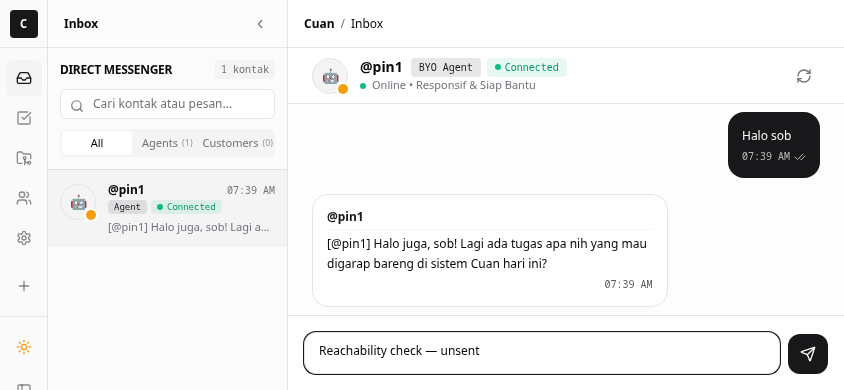 C
Inbox
DIRECT MESSENGER
1 kontak
Cari kontak atau pesan...
All
Agents (1)
Customers (0)
@pin1
07:39 AM
Agent
Connected
[@pin1] Halo juga, sob! Lagi a...
Cuan / Inbox
@pin1
BYO Agent
Connected
Online • Responsif & Siap Bantu
Halo sob
07:39 AM
@pin1
[@pin1] Halo juga, sob! Lagi ada tugas apa nih yang mau
digarap bareng di sistem Cuan hari ini?
07:39 AM
Reachability check — unsent